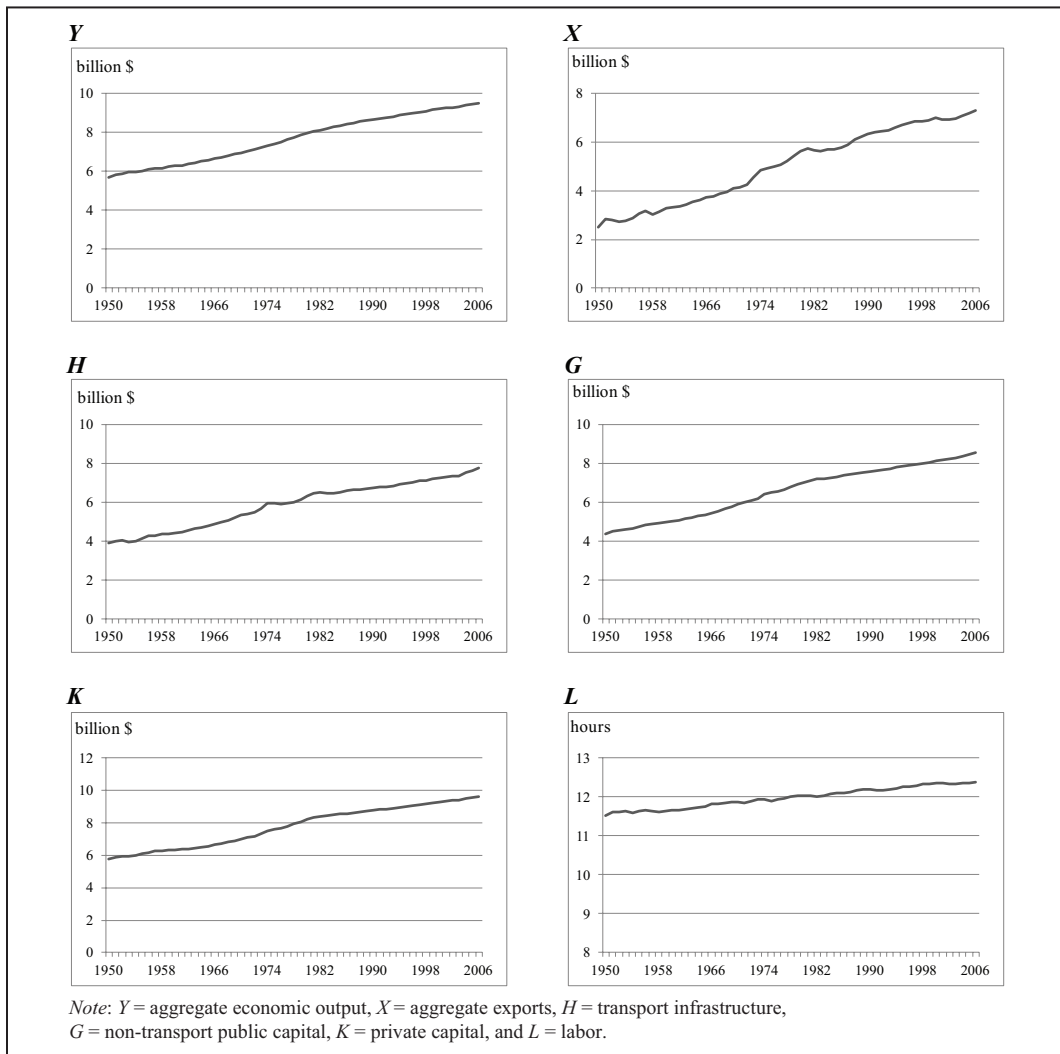 Y
billion $
10
8
6
4
2
0
1950 1958 1966 1974 1982 1990 1998 2006
X
billion $
8
6
4
2
0
1950 1958 1966 1974 1982 1990 1998 2006
H
billion $
10
8
6
4
2
0
1950 1958 1966 1974 1982 1990 1998 2006
G
billion $
10
8
6
4
2
0
1950 1958 1966 1974 1982 1990 1998 2006
K
billion $
12
10
8
6
4
2
0
1950 1958 1966 1974 1982 1990 1998 2006
L
hours
13
12
11
10
9
8
1950 1958 1966 1974 1982 1990 1998 2006
Note: Y = aggregate economic output, X = aggregate exports, H = transport infrastructure,
G = non-transport public capital, K = private capital, and L = labor.